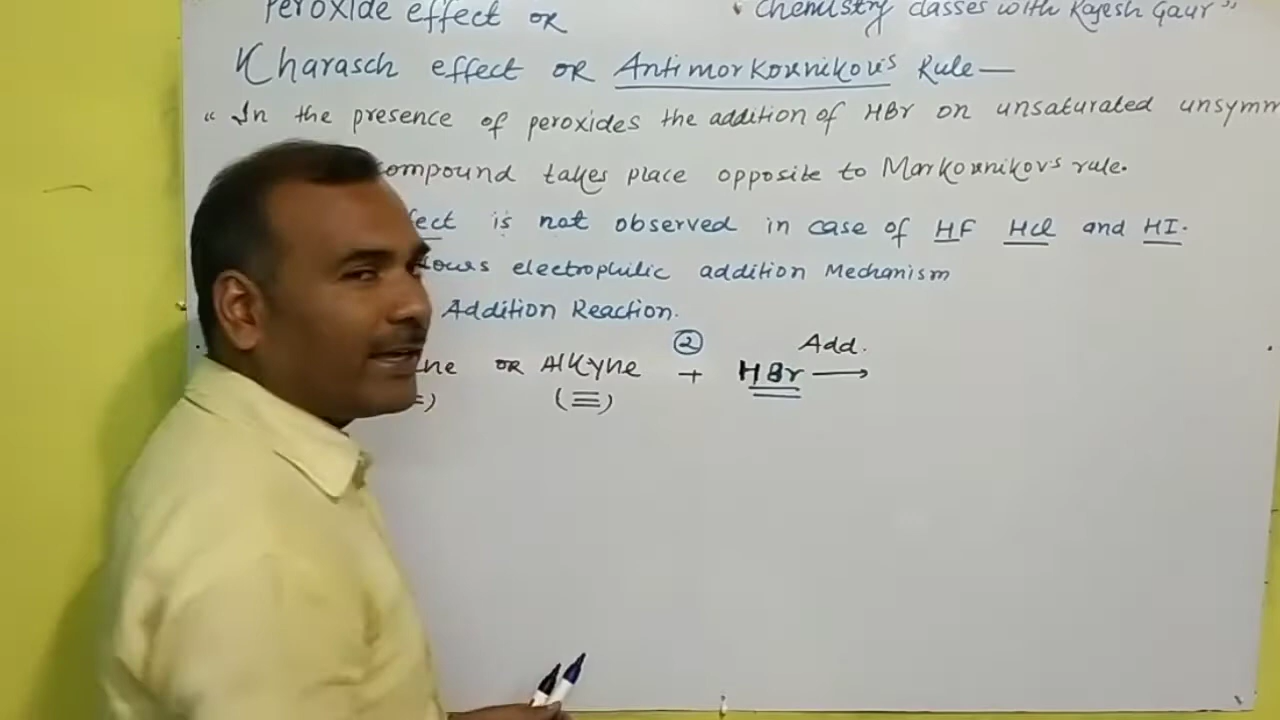 Peroxide effect OR
"Chemistry classes with Rajesh Gaur"
Kharasch effect OR Antimorkovnikov's Rule—
"In the presence of peroxides the addition of HBr on unsaturated unsymm
compound takes place opposite to Markovnikov's rule.
fect is not observed in case of HF HCl and HI.
lows electrophilic addition Mechanism
Addition Reaction.
ne OR Alkyne ② + HBr Add. ⟶
=) (≡)